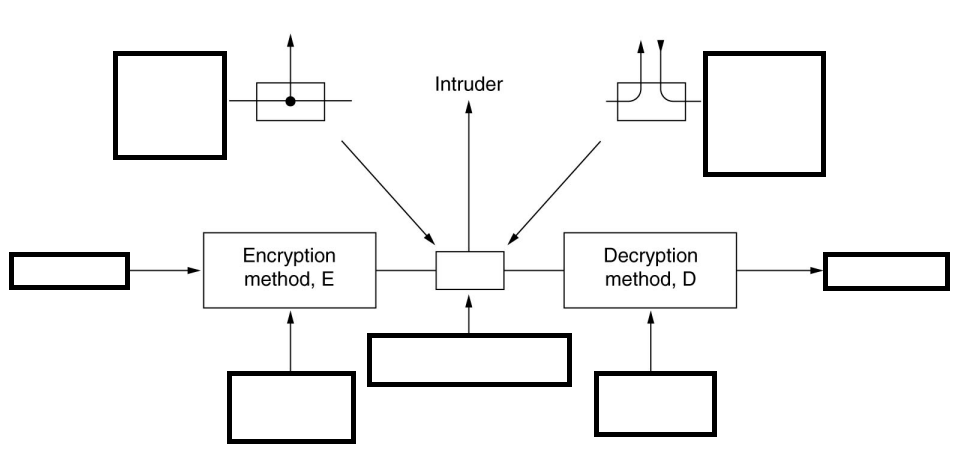 Intruder
Encryption
method, E
Decryption
method, D